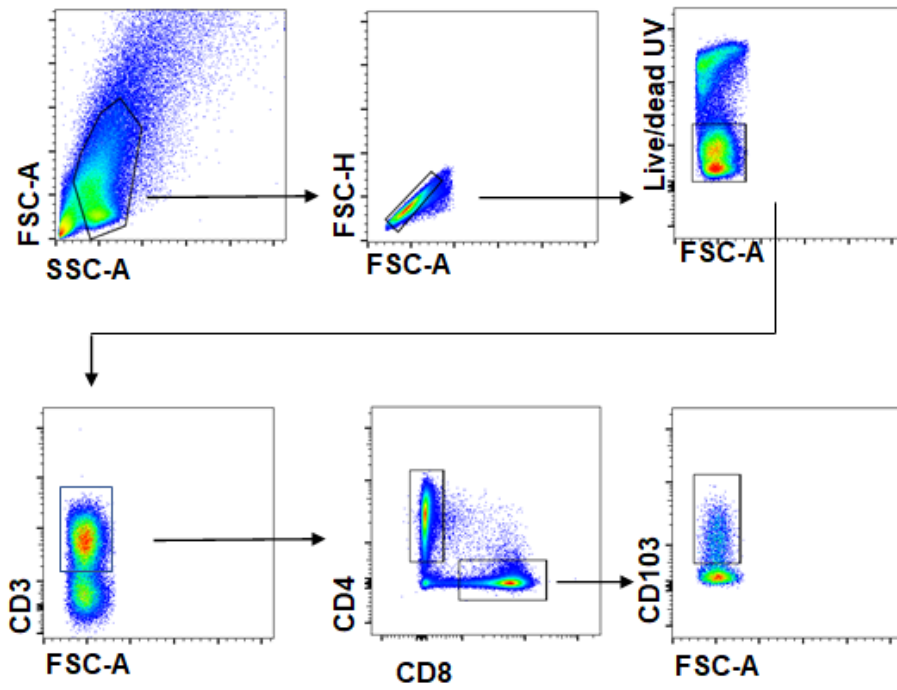 FSC-A
SSC-A
FSC-H
FSC-A
Live/dead UV
FSC-A
CD3
FSC-A
CD4
CD8
CD103
FSC-A